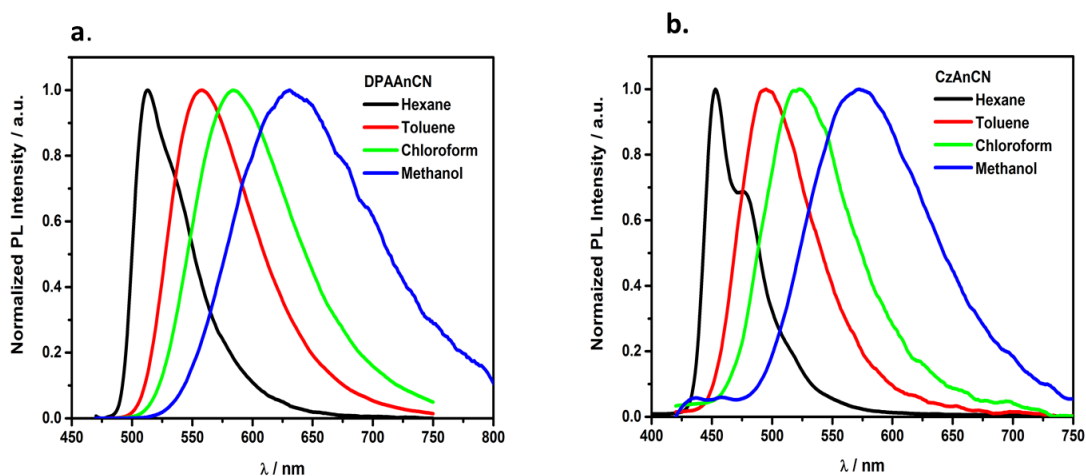 a.
Normalized PL Intensity / a.u.
1.0
0.8
0.6
0.4
0.2
0.0
450 500 550 600 650 700 750 800
λ / nm
DPAAnCN
Hexane
Toluene
Chloroform
Methanol
b.
Normaized PL Intensity / a.u.
1.0
0.8
0.6
0.4
0.2
0.0
400 450 500 550 600 650 700 750
λ / nm
CzAnCN
Hexane
Toluene
Chloroform
Methanol